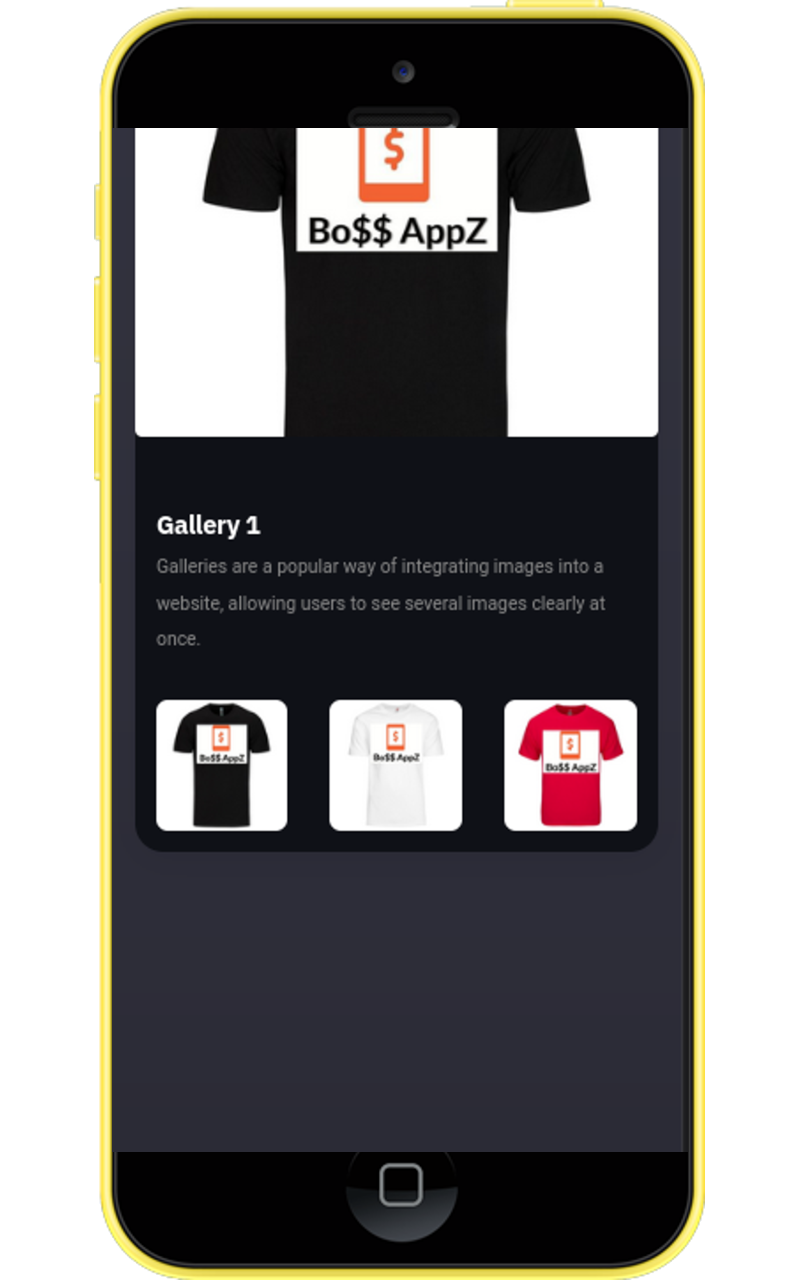 $
Bo$$ AppZ
Gallery 1
Galleries are a popular way of integrating images into a
website, allowing users to see several images clearly at
once.
$
Bo$$ AppZ
$
Bo$$ AppZ
$
Bo$$ AppZ